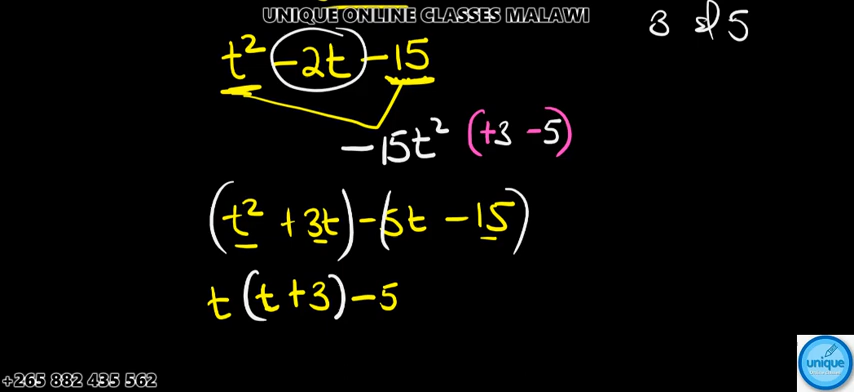 UNIQUE ONLINE CLASSES MALAWI
3 5
t² -2t -15
-15t² (+3 -5)
(t² + 3t) -(5t - 15)
t(t+3) - 5
unique
+265 882 435 562